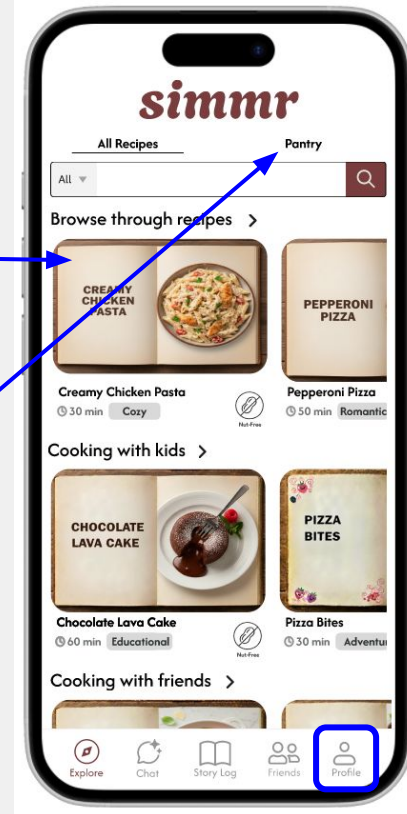 simmr
All Recipes
Pantry
All
Browse through recipes >
CREAMY
CHICKEN
PASTA
PEPPERONI
PIZZA
Creamy Chicken Pasta
30 min Cozy
Nut-Free
Pepperoni Pizza
50 min Romantic
Cooking with kids >
CHOCOLATE
LAVA CAKE
PIZZA
BITES
Chocolate Lava Cake
60 min Educational
Nut-Free
Pizza Bites
30 min Adventu
Cooking with friends >
Explore
Chat
Story Log
Friends
Profile